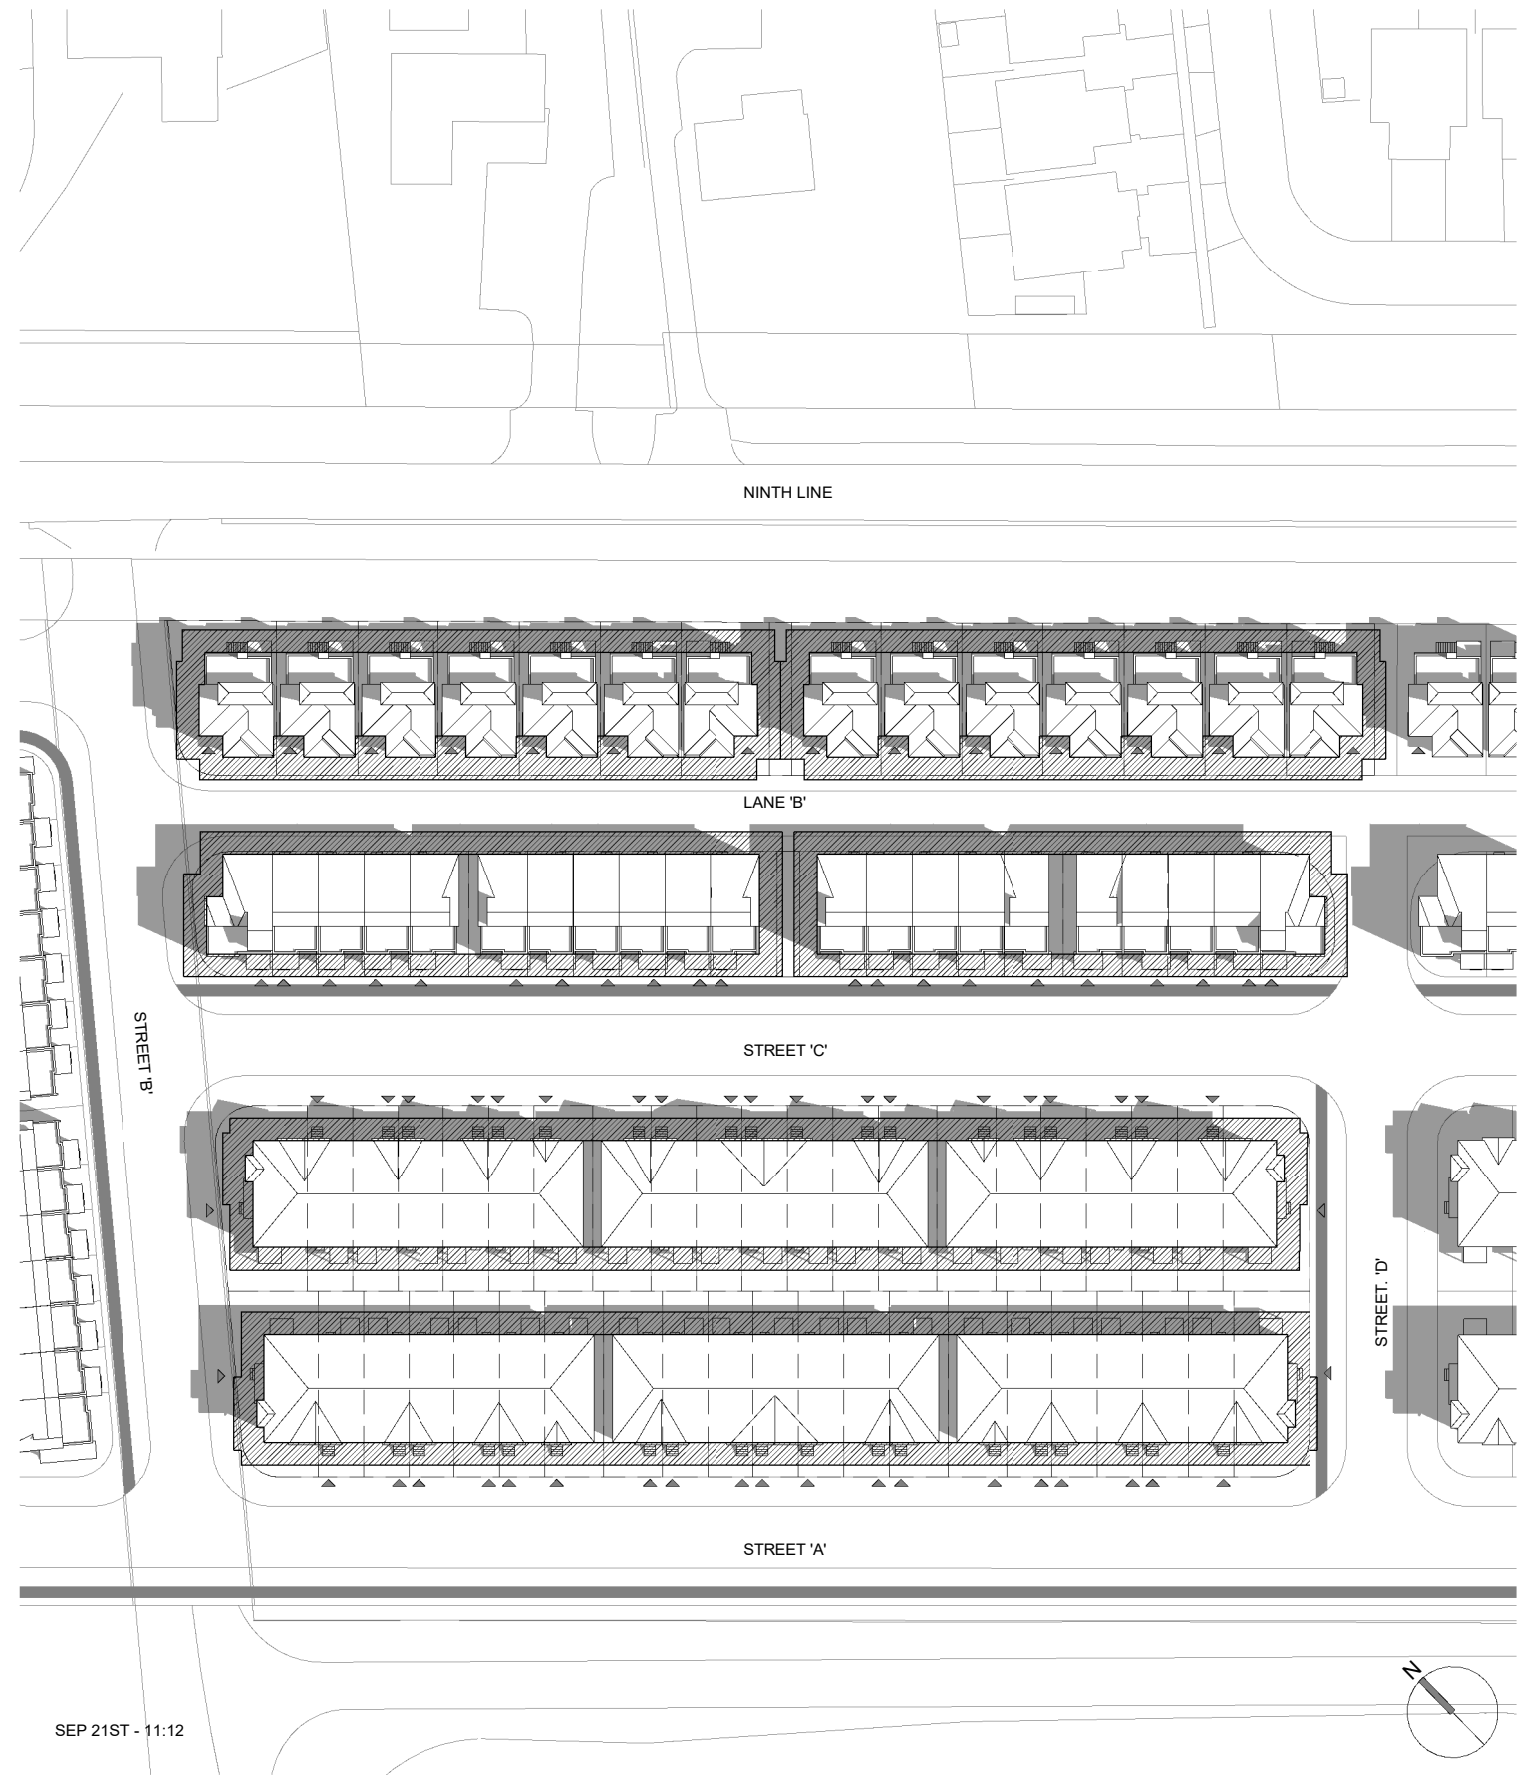 NINTH LINE
LANE 'B'
STREET 'B'
STREET 'C'
STREET. 'D'
STREET 'A'
N
SEP 21ST - 11:12